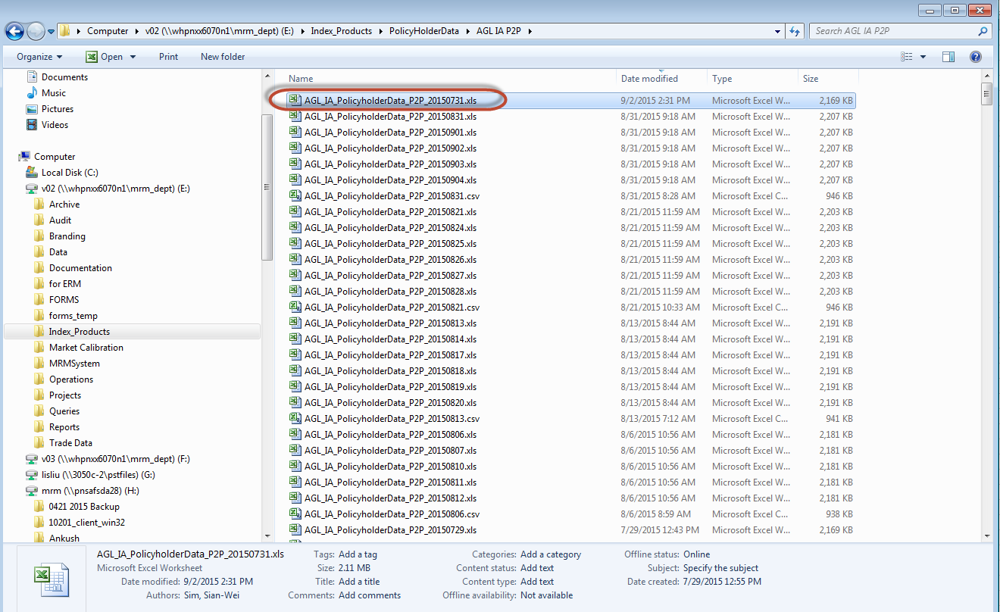 Computer v02 (\\whpnxx6070n1\mrm_dept) (E:) Index_Products PolicyHolderData AGL IA P2P Search AGL IA P2P
Organize Open Print New folder
Documents
Music
Pictures
Videos
Computer
Local Disk (C:)
v02 (\\whpnxx6070n1\mrm_dept) (E:)
Archive
Audit
Branding
Data
Documentation
for ERM
FORMS
forms_temp
Index_Products
Market Calibration
MRMSystem
Operations
Projects
Queries
Reports
Trade Data
v03 (\\whpnxx6070n1\mrm_dept) (F:)
lisliu (\\3050c-2\pstfiles) (G:)
mrm (\\pnsafsda28) (H:)
0421 2015 Backup
10201_client_win32
Ankush
Name Date modified Type Size
AGL_IA_PolicyholderData_P2P_20150731.xls 9/2/2015 2:31 PM Microsoft Excel W... 2,169 KB
AGL_IA_PolicyholderData_P2P_20150831.xls 8/31/2015 9:18 AM Microsoft Excel W... 2,207 KB
AGL_IA_PolicyholderData_P2P_20150901.xls 8/31/2015 9:18 AM Microsoft Excel W... 2,207 KB
AGL_IA_PolicyholderData_P2P_20150902.xls 8/31/2015 9:18 AM Microsoft Excel W... 2,207 KB
AGL_IA_PolicyholderData_P2P_20150903.xls 8/31/2015 9:18 AM Microsoft Excel W... 2,207 KB
AGL_IA_PolicyholderData_P2P_20150904.xls 8/31/2015 9:18 AM Microsoft Excel W... 2,207 KB
AGL_IA_PolicyholderData_P2P_20150831.csv 8/31/2015 8:28 AM Microsoft Excel C... 946 KB
AGL_IA_PolicyholderData_P2P_20150821.xls 8/21/2015 11:59 AM Microsoft Excel W... 2,203 KB
AGL_IA_PolicyholderData_P2P_20150824.xls 8/21/2015 11:59 AM Microsoft Excel W... 2,203 KB
AGL_IA_PolicyholderData_P2P_20150825.xls 8/21/2015 11:59 AM Microsoft Excel W... 2,203 KB
AGL_IA_PolicyholderData_P2P_20150826.xls 8/21/2015 11:59 AM Microsoft Excel W... 2,203 KB
AGL_IA_PolicyholderData_P2P_20150827.xls 8/21/2015 11:59 AM Microsoft Excel W... 2,203 KB
AGL_IA_PolicyholderData_P2P_20150828.xls 8/21/2015 11:59 AM Microsoft Excel W... 2,203 KB
AGL_IA_PolicyholderData_P2P_20150821.csv 8/21/2015 10:33 AM Microsoft Excel C... 946 KB
AGL_IA_PolicyholderData_P2P_20150813.xls 8/13/2015 8:44 AM Microsoft Excel W... 2,191 KB
AGL_IA_PolicyholderData_P2P_20150814.xls 8/13/2015 8:44 AM Microsoft Excel W... 2,191 KB
AGL_IA_PolicyholderData_P2P_20150817.xls 8/13/2015 8:44 AM Microsoft Excel W... 2,191 KB
AGL_IA_PolicyholderData_P2P_20150818.xls 8/13/2015 8:44 AM Microsoft Excel W... 2,191 KB
AGL_IA_PolicyholderData_P2P_20150819.xls 8/13/2015 8:44 AM Microsoft Excel W... 2,191 KB
AGL_IA_PolicyholderData_P2P_20150820.xls 8/13/2015 8:44 AM Microsoft Excel W... 2,191 KB
AGL_IA_PolicyholderData_P2P_20150813.csv 8/13/2015 7:12 AM Microsoft Excel C... 941 KB
AGL_IA_PolicyholderData_P2P_20150806.xls 8/6/2015 10:56 AM Microsoft Excel W... 2,181 KB
AGL_IA_PolicyholderData_P2P_20150807.xls 8/6/2015 10:56 AM Microsoft Excel W... 2,181 KB
AGL_IA_PolicyholderData_P2P_20150810.xls 8/6/2015 10:56 AM Microsoft Excel W... 2,181 KB
AGL_IA_PolicyholderData_P2P_20150811.xls 8/6/2015 10:56 AM Microsoft Excel W... 2,181 KB
AGL_IA_PolicyholderData_P2P_20150812.xls 8/6/2015 10:56 AM Microsoft Excel W... 2,181 KB
AGL_IA_PolicyholderData_P2P_20150806.csv 8/6/2015 8:59 AM Microsoft Excel C... 938 KB
AGL_IA_PolicyholderData_P2P_20150729.xls 7/29/2015 12:43 PM Microsoft Excel W... 2,169 KB
AGL_IA_PolicyholderData_P2P_20150731.xls Tags: Add a tag Categories: Add a category Offline status: Online
Microsoft Excel Worksheet Size: 2.11 MB Content status: Add text Subject: Specify the subject
Date modified: 9/2/2015 2:31 PM Title: Add a title Content type: Add text Date created: 7/29/2015 12:55 PM
Authors: Sim, Sian-Wei Comments: Add comments Offline availability: Not available